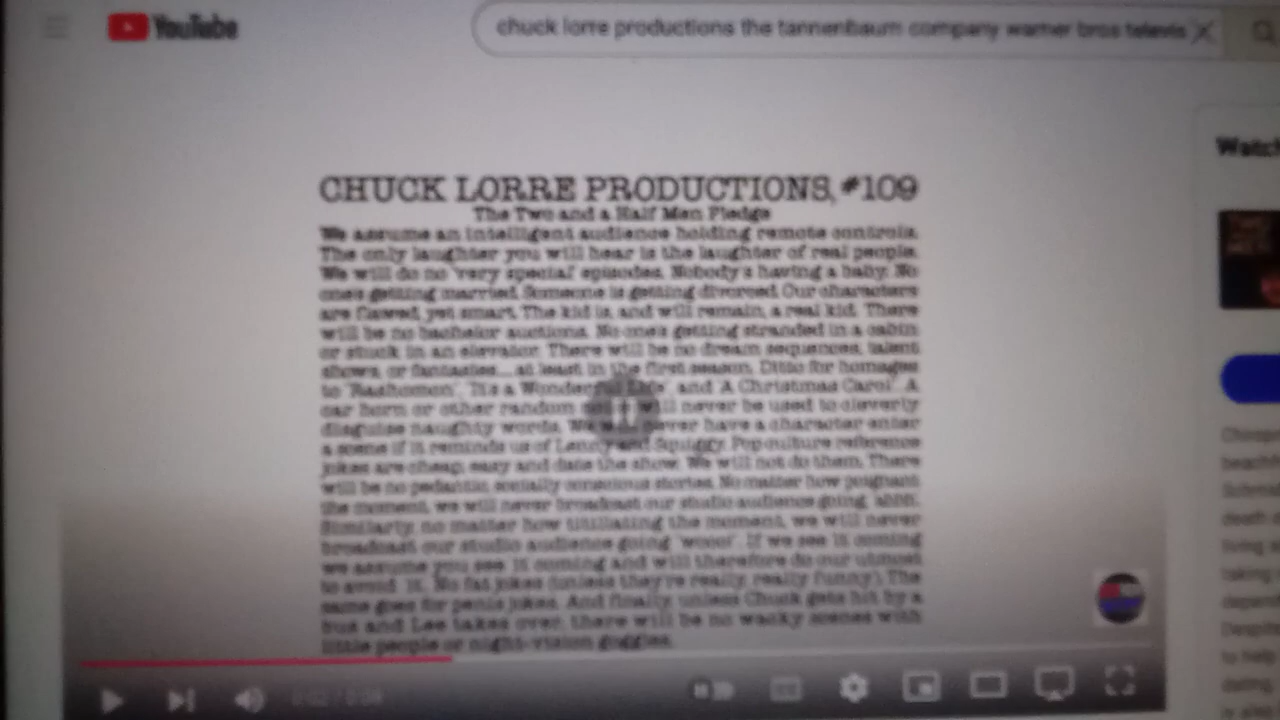 YouTube
chuck lorre productions the tannenbaum company warner bros televis
Watch
CHUCK LORRE PRODUCTIONS, #109
The Two and a Half Men Pledge
We assume an intelligent audience holding remote controls.
The only laughter you will hear is the laughter of real people.
We will do no 'very special' episodes. Nobody's having a baby. No
one's getting married. Someone is getting divorced. Our characters
are flawed, yet smart. The kid is, and will remain, a real kid. There
will be no bachelor auctions. No one's getting stranded in a cabin
or stuck in an elevator. There will be no dream sequences, talent
shows, or fantasies... at least in the first season. Ditto for homages
to 'Rashomon', 'It's a Wonderful Life' and 'A Christmas Carol'. A
car horn or other random noise will never be used to cleverly
disguise naughty words. We will never have a character enter
a scene if it reminds us of Lenny and Squiggy. Pop culture reference
jokes are cheap, easy and date the show. We will not do them. There
will be no pedantic, socially conscious stories. No matter how poignant
the moment, we will never broadcast our studio audience going 'ahhh'.
Similarly, no matter how titillating the moment, we will never
broadcast our studio audience going 'wooo'. If we see 'it' coming
we assume you see 'it' coming and will therefore do our utmost
to avoid 'it'. No fat jokes (unless they're really, really funny). The
same goes for penis jokes. And finally, unless Chuck gets hit by a
bus and Lee takes over, there will be no wacky scenes with
little people or night-vision goggles.